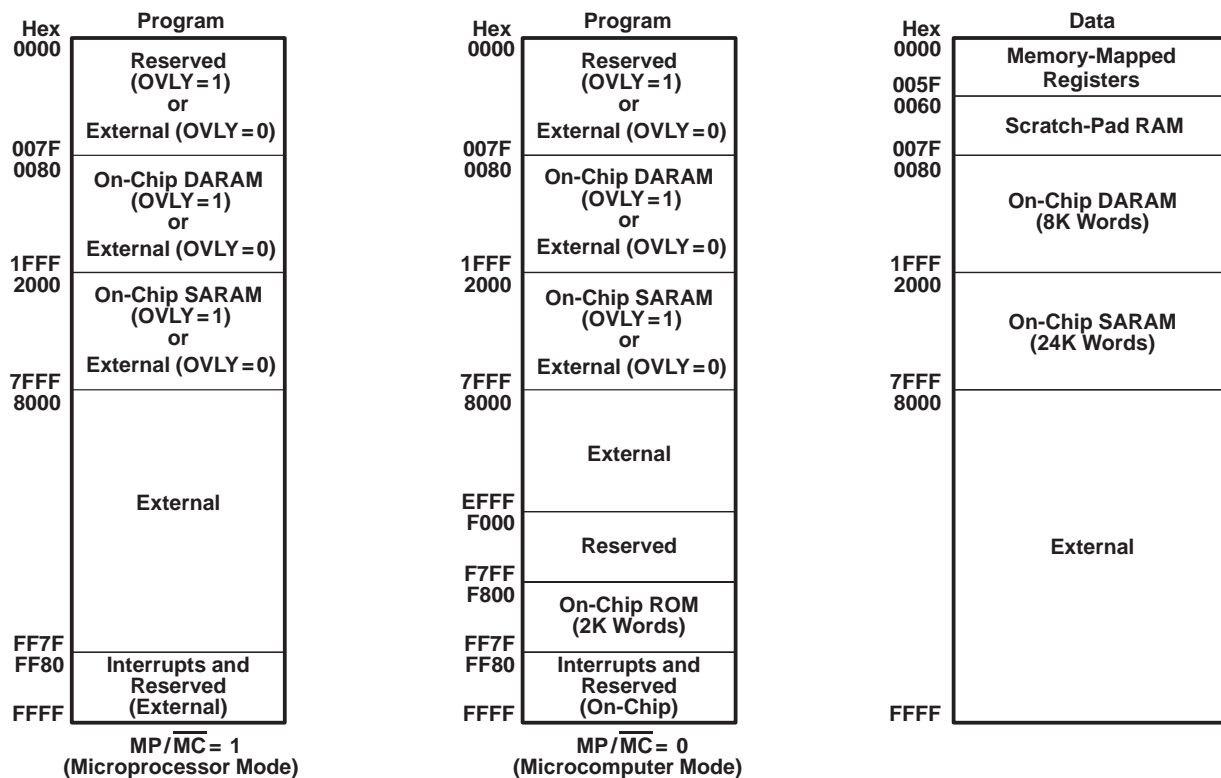 Hex
Program
0000
Reserved
(OVLY = 1)
or
External (OVLY = 0)
007F
0080
On-Chip DARAM
(OVLY = 1)
or
External (OVLY = 0)
1FFF
2000
On-Chip SARAM
(OVLY = 1)
or
External (OVLY = 0)
7FFF
8000
External
FF7F
FF80
Interrupts and
Reserved
(External)
FFFF
MP/MC = 1
(Microprocessor Mode)
Hex
Program
0000
Reserved
(OVLY = 1)
or
External (OVLY = 0)
007F
0080
On-Chip DARAM
(OVLY = 1)
or
External (OVLY = 0)
1FFF
2000
On-Chip SARAM
(OVLY = 1)
or
External (OVLY = 0)
7FFF
8000
External
EFFF
F000
Reserved
F7FF
F800
On-Chip ROM
(2K Words)
FF7F
FF80
Interrupts and
Reserved
(On-Chip)
FFFF
MP/MC = 0
(Microcomputer Mode)
Hex
Data
0000
Memory-Mapped
Registers
005F
0060
Scratch-Pad RAM
007F
0080
On-Chip DARAM
(8K Words)
1FFF
2000
On-Chip SARAM
(24K Words)
7FFF
8000
External
FFFF